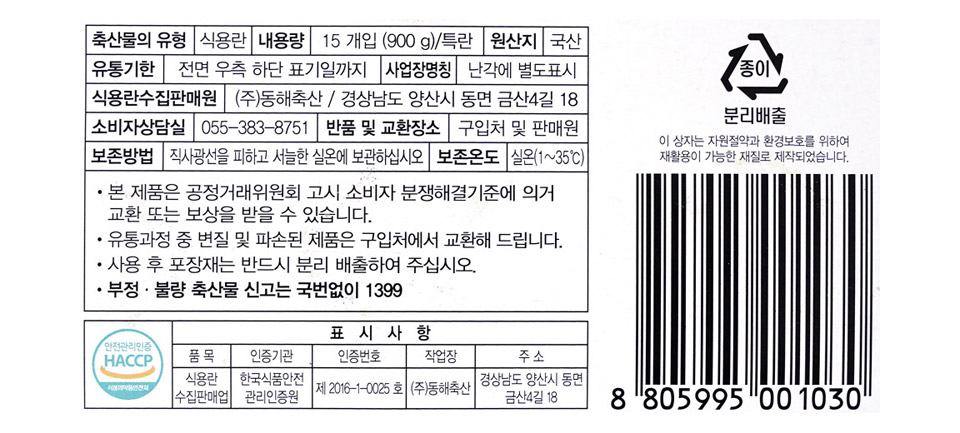 축산물의 유형 식용란 내용량 15 개입 (900 g)/특란 원산지 국산
유통기한 전면 우측 하단 표기일까지 사업장명칭 난각에 별도표시
식용란수집판매원 (주)동해축산 / 경상남도 양산시 동면 금산4길 18
소비자상담실 055-383-8751 반품 및 교환장소 구입처 및 판매원
보존방법 직사광선을 피하고 서늘한 실온에 보관하십시오 보존온도 실온(1~35℃)
• 본 제품은 공정거래위원회 고시 소비자 분쟁해결기준에 의거
교환 또는 보상을 받을 수 있습니다.
• 유통과정 중 변질 및 파손된 제품은 구입처에서 교환해 드립니다.
• 사용 후 포장재는 반드시 분리 배출하여 주십시오.
• 부정·불량 축산물 신고는 국번없이 1399
안전관리인증
HACCP
식품의약품안전처
표 시 사 항
품 목 인증기관 인증번호 작업장 주 소
식용란 수집판매업 한국식품안전 관리인증원 제 2016-1-0025 호 (주)동해축산 경상남도 양산시 동면 금산4길 18
종이
분리배출
이 상자는 자원절약과 환경보호를 위하여
재활용이 가능한 재질로 제작되었습니다.
8 805995 001030